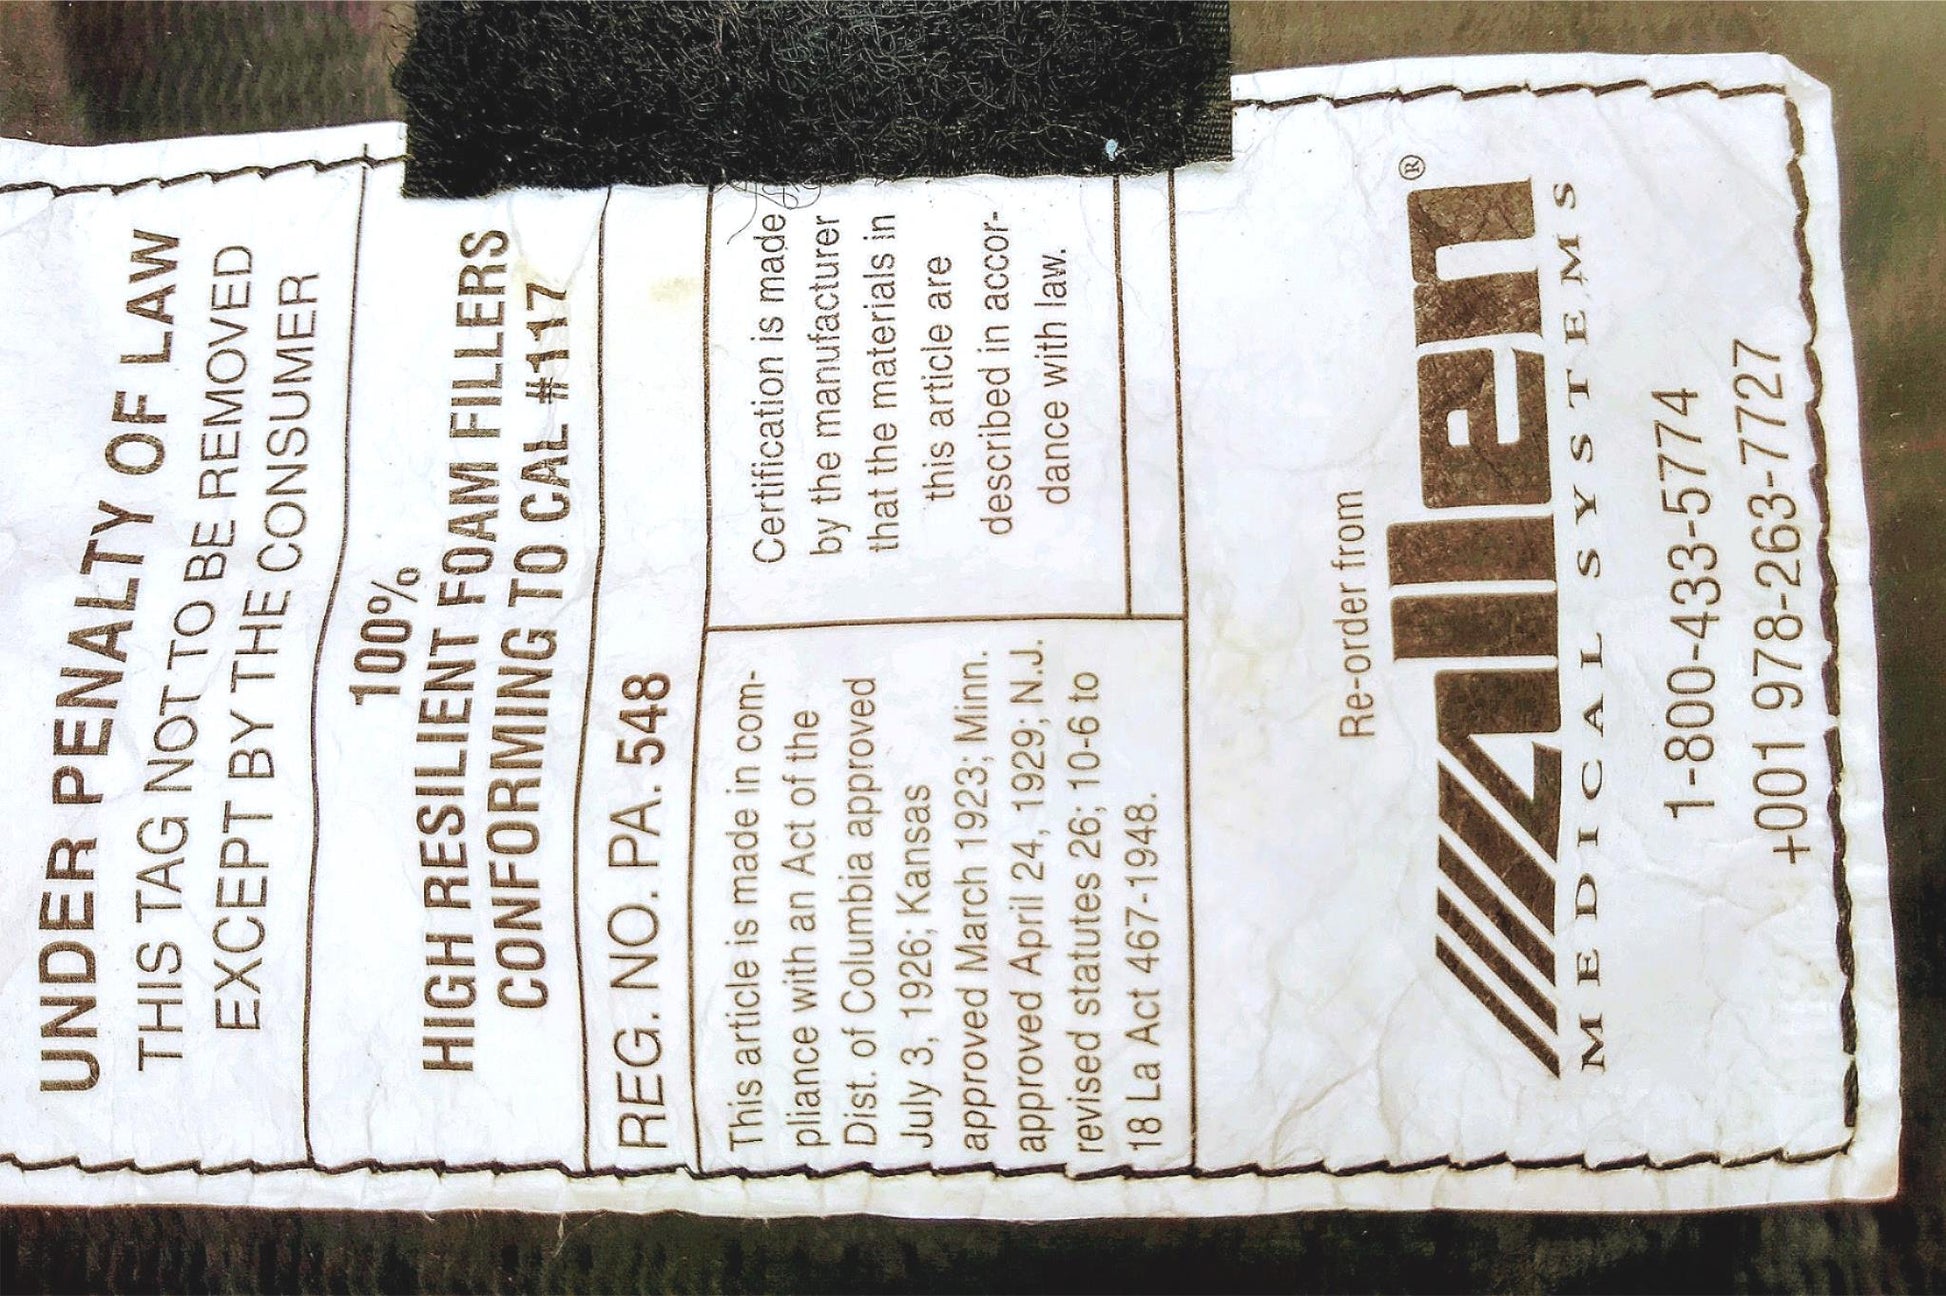 UNDER PENALTY OF LAW
THIS TAG NOT TO BE REMOVED
EXCEPT BY THE CONSUMER
100%
HIGH RESILIENT FOAM FILLERS
CONFORMING TO CAL #117
REG. NO. PA. 548
This article is made in com-
pliance with an Act of the
Dist. of Columbia approved
July 3, 1926; Kansas
approved March 1923; Minn.
approved April 24, 1929; N.J.
revised statutes 26; 10-6 to
18 La Act 467-1948.
Certification is made
by the manufacturer
that the materials in
this article are
described in accor-
dance with law.
Re-order from
Allen®
MEDICAL SYSTEMS
1-800-433-5774
+001 978-263-7727